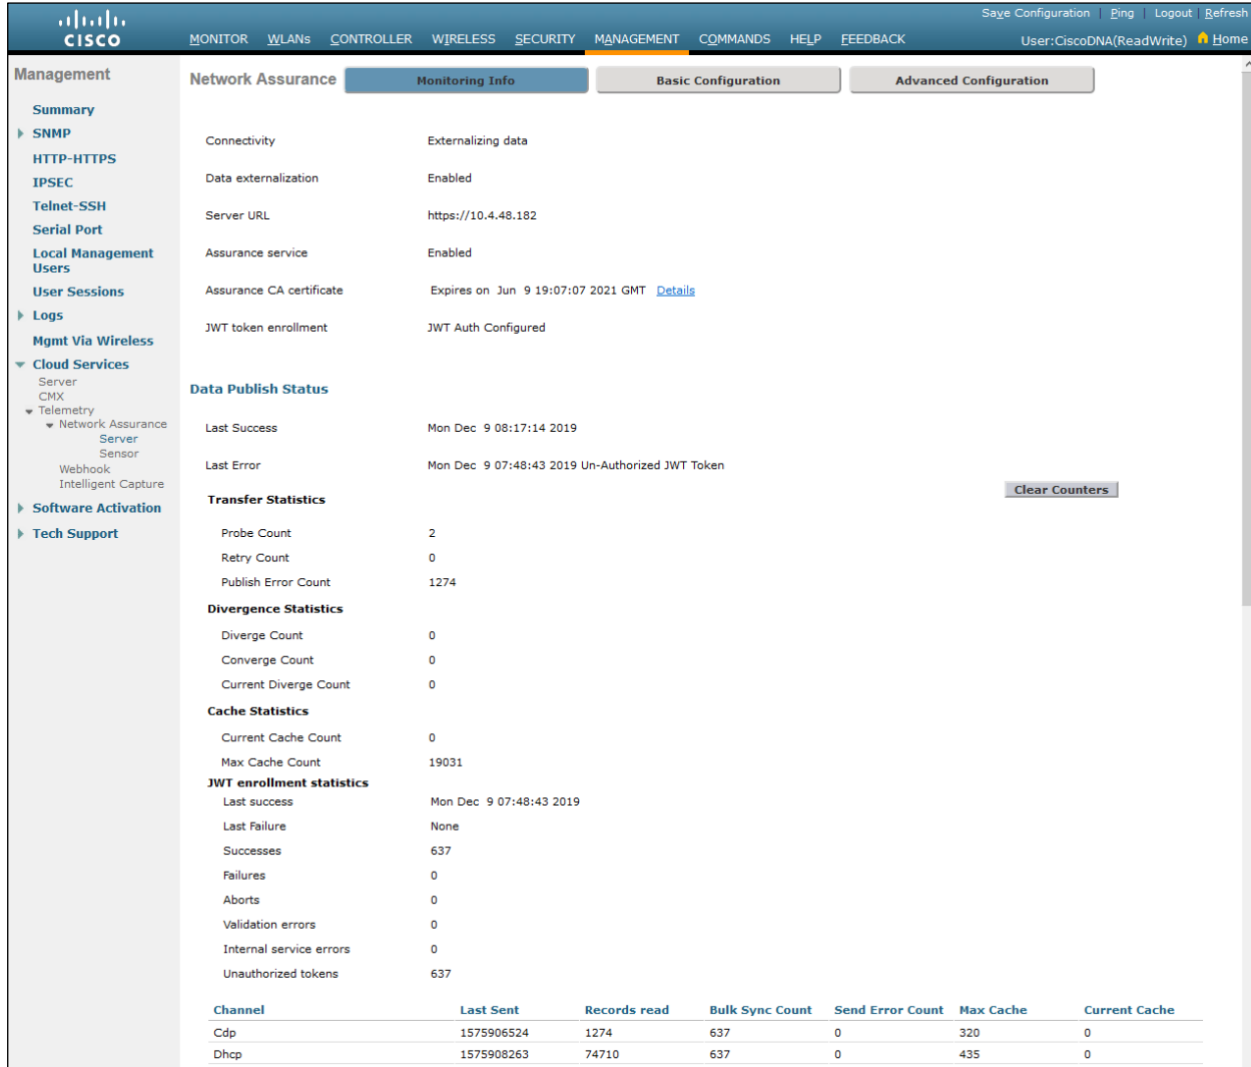 Save Configuration | Ping | Logout | Refresh
CISCO
MONITOR WLANs CONTROLLER WIRELESS SECURITY MANAGEMENT COMMANDS HELP FEEDBACK
User:CiscoDNA(ReadWrite) Home
Management
Summary
SNMP
HTTP-HTTPS
IPSEC
Telnet-SSH
Serial Port
Local Management
Users
User Sessions
Logs
Mgmt Via Wireless
Cloud Services
Server
CMX
Telemetry
Network Assurance
Server
Sensor
Webhook
Intelligent Capture
Software Activation
Tech Support
Network Assurance Monitoring Info Basic Configuration Advanced Configuration
Connectivity Externalizing data
Data externalization Enabled
Server URL https://10.4.48.182
Assurance service Enabled
Assurance CA certificate Expires on Jun 9 19:07:07 2021 GMT Details
JWT token enrollment JWT Auth Configured
Data Publish Status
Last Success Mon Dec 9 08:17:14 2019
Last Error Mon Dec 9 07:48:43 2019 Un-Authorized JWT Token
Clear Counters
Transfer Statistics
Probe Count 2
Retry Count 0
Publish Error Count 1274
Divergence Statistics
Diverge Count 0
Converge Count 0
Current Diverge Count 0
Cache Statistics
Current Cache Count 0
Max Cache Count 19031
JWT enrollment statistics
Last success Mon Dec 9 07:48:43 2019
Last Failure None
Successes 637
Failures 0
Aborts 0
Validation errors 0
Internal service errors 0
Unauthorized tokens 637
Channel Last Sent Records read Bulk Sync Count Send Error Count Max Cache Current Cache
Cdp 1575906524 1274 637 0 320 0
Dhcp 1575908263 74710 637 0 435 0